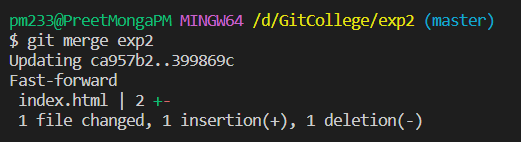 pm233@PreetMongaPM MINGW64 /d/GitCollege/exp2 (master)
$ git merge exp2
Updating ca957b2..399869c
Fast-forward
 index.html | 2 +-
 1 file changed, 1 insertion(+), 1 deletion(-)